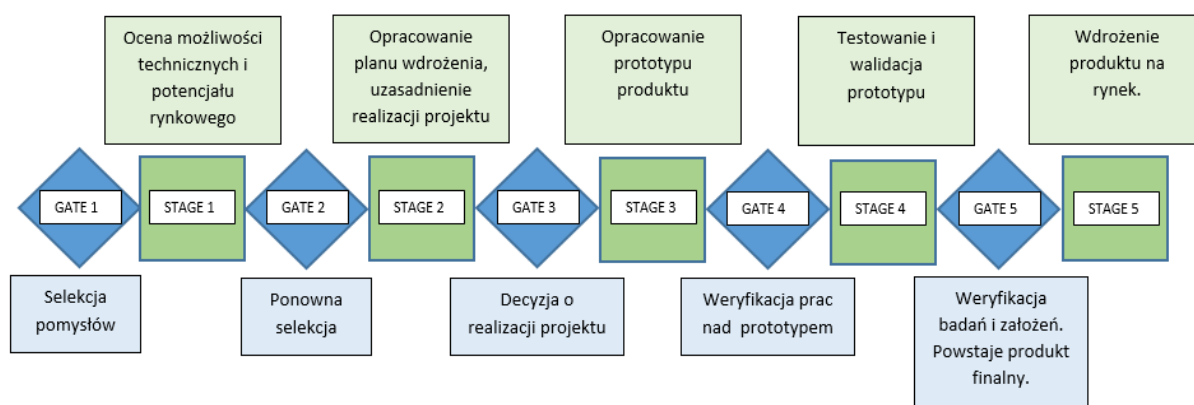 Ocena możliwości
technicznych i
potencjału
rynkowego
Opracowanie
planu wdrożenia,
uzasadnienie
realizacji projektu
Opracowanie
prototypu
produktu
Testowanie i
walidacja
prototypu
Wdrożenie
produktu na
rynek.
GATE 1
STAGE 1
GATE 2
STAGE 2
GATE 3
STAGE 3
GATE 4
STAGE 4
GATE 5
STAGE 5
Selekcja
pomysłów
Ponowna
selekcja
Decyzja o
realizacji projektu
Weryfikacja prac
nad prototypem
Weryfikacja
badań i założeń.
Powstaje produkt
finalny.